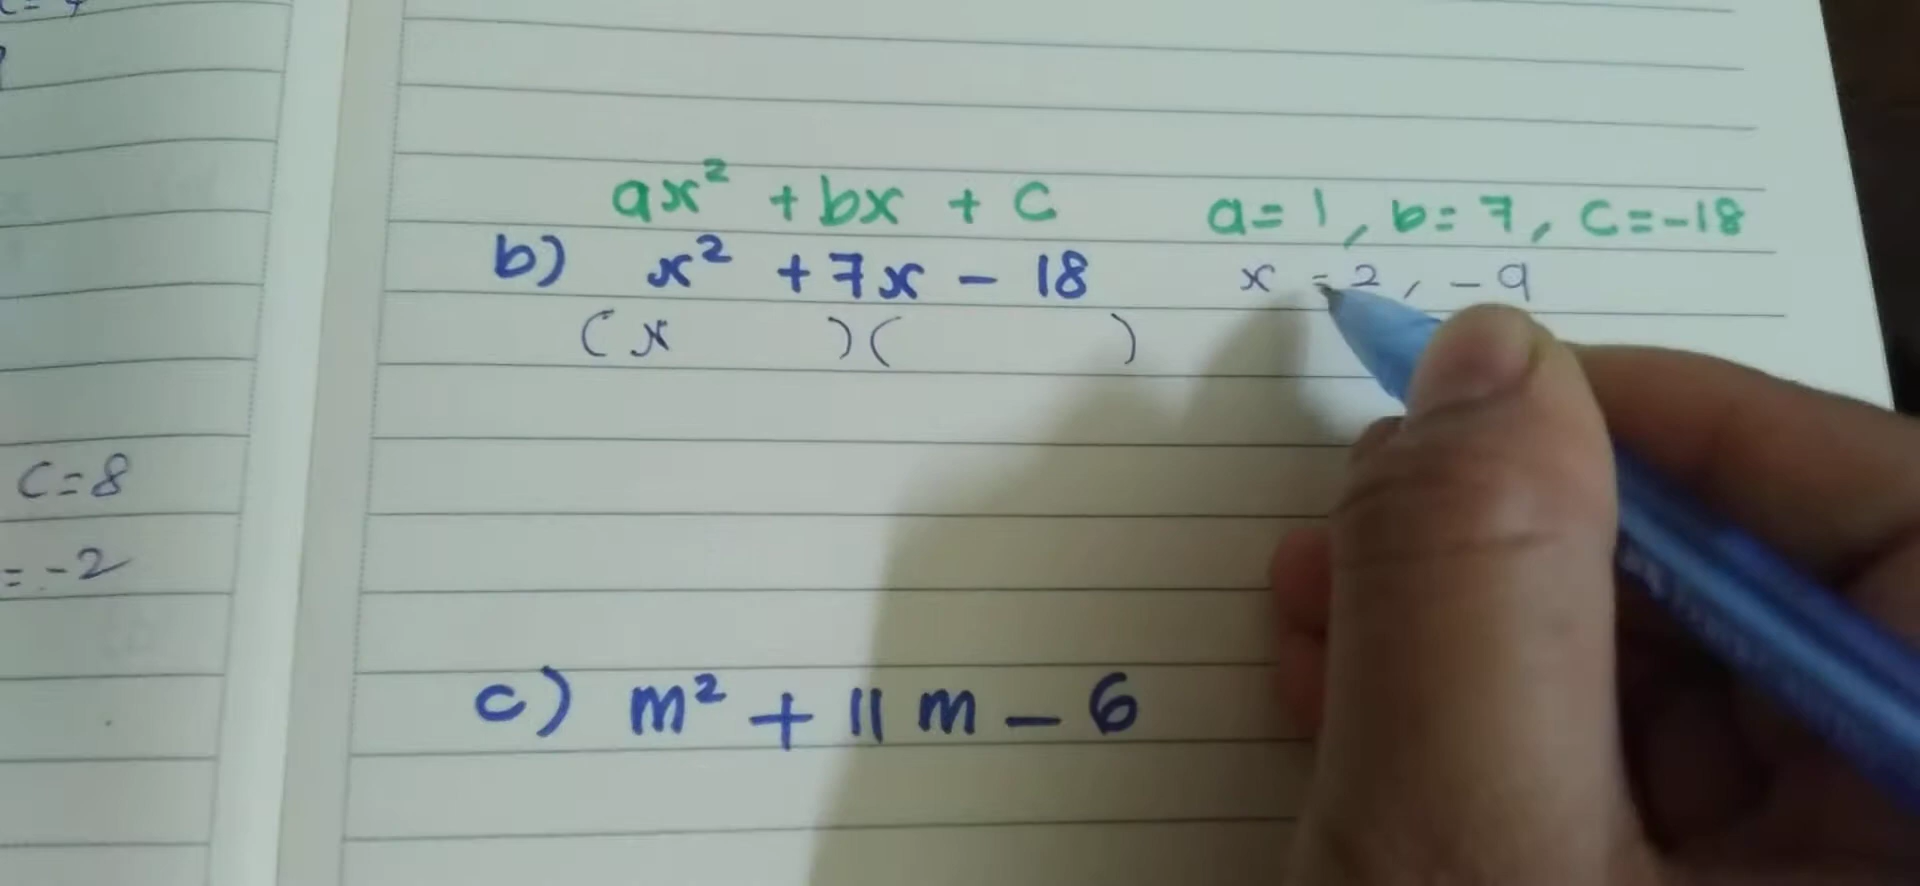 ax² + bx + c a=1, b=7, c=-18
b) x² + 7x - 18 x = 2, -9
(x )( )
c=8
= -2
c) m² + 11m - 6